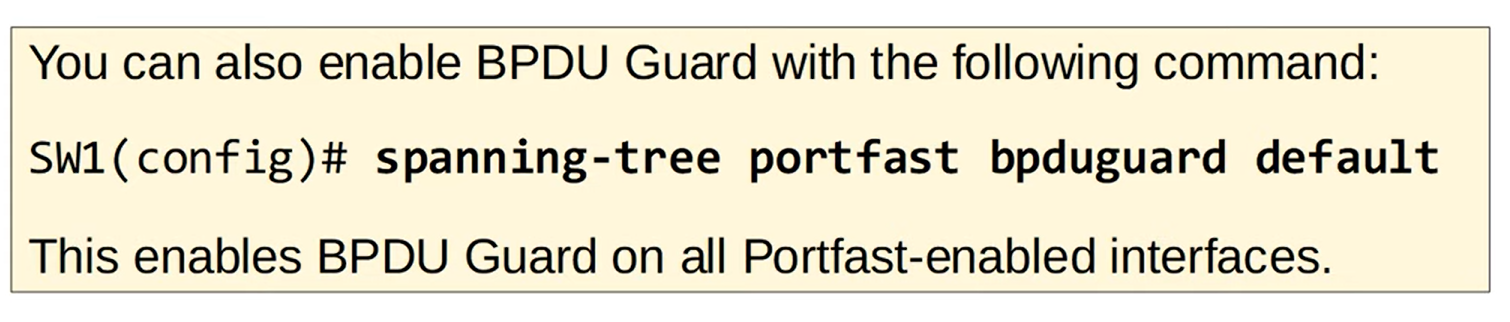 You can also enable BPDU Guard with the following command:
SW1(config)# spanning-tree portfast bpduguard default
This enables BPDU Guard on all Portfast-enabled interfaces.